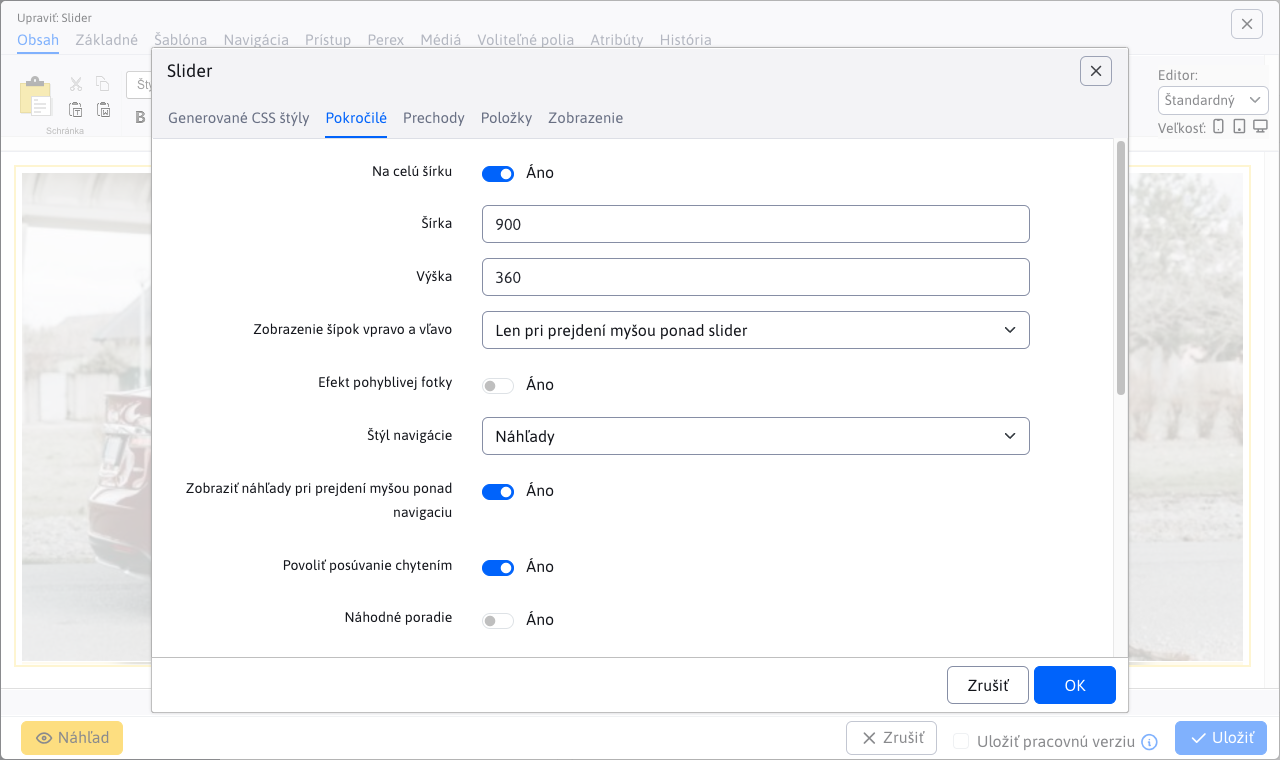 Upraviť: Slider
Obsah Základné Šablóna Navigácia Prístup Perex Médiá Voliteľné polia Atribúty História
Schránka
Šty
B
Editor:
Štandardný
Veľkosť:
Slider
Generované CSS štýly Pokročilé Prechody Položky Zobrazenie
Na celú šírku Áno
Šírka 900
Výška 360
Zobrazenie šípok vpravo a vľavo Len pri prejdení myšou ponad slider
Efekt pohyblivej fotky Áno
Štýl navigácie Náhľady
Zobraziť náhľady pri prejdení myšou ponad
navigaciu Áno
Povoliť posúvanie chytením Áno
Náhodné poradie Áno
Zrušiť OK
Náhľad Zrušiť Uložiť pracovnú verziu Uložiť